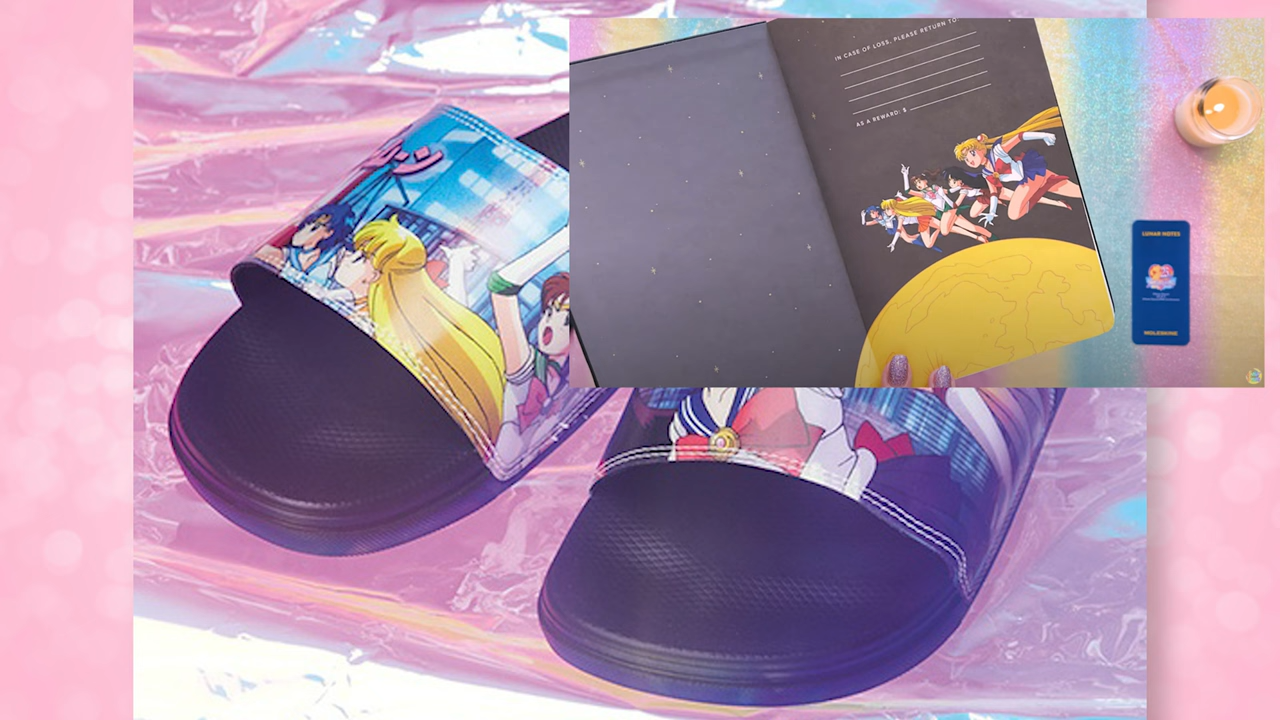 IN CASE OF LOSS, PLEASE RETURN TO:
AS A REWARD: $
LUNAR NOTES
MOLESKINE